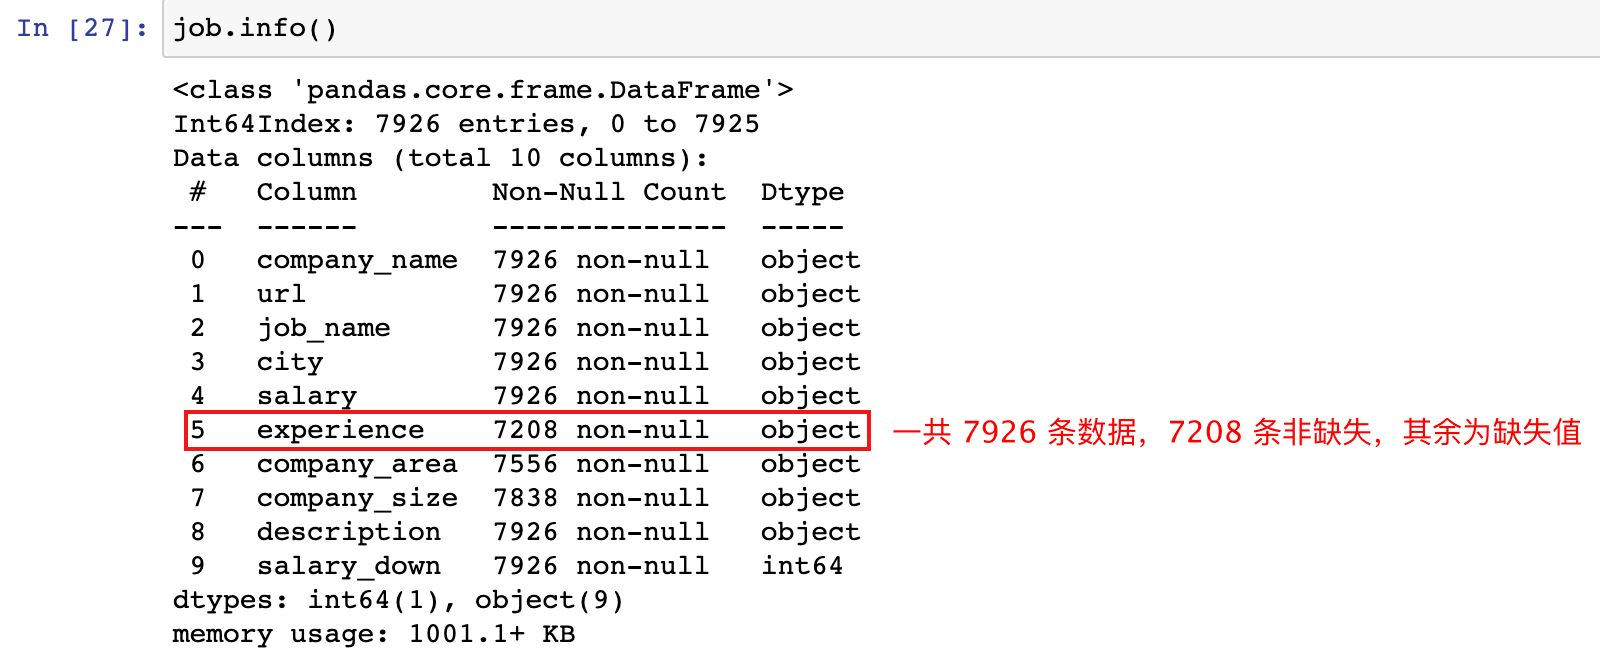 In [27]: job.info()
<class 'pandas.core.frame.DataFrame'>
Int64Index: 7926 entries, 0 to 7925
Data columns (total 10 columns):
 #   Column        Non-Null Count  Dtype
---  ------        --------------  -----
 0   company_name  7926 non-null   object
 1   url           7926 non-null   object
 2   job_name      7926 non-null   object
 3   city          7926 non-null   object
 4   salary        7926 non-null   object
 5   experience    7208 non-null   object 一共 7926 条数据，7208 条非缺失，其余为缺失值
 6   company_area  7556 non-null   object
 7   company_size  7838 non-null   object
 8   description   7926 non-null   object
 9   salary_down   7926 non-null   int64
dtypes: int64(1), object(9)
memory usage: 1001.1+ KB